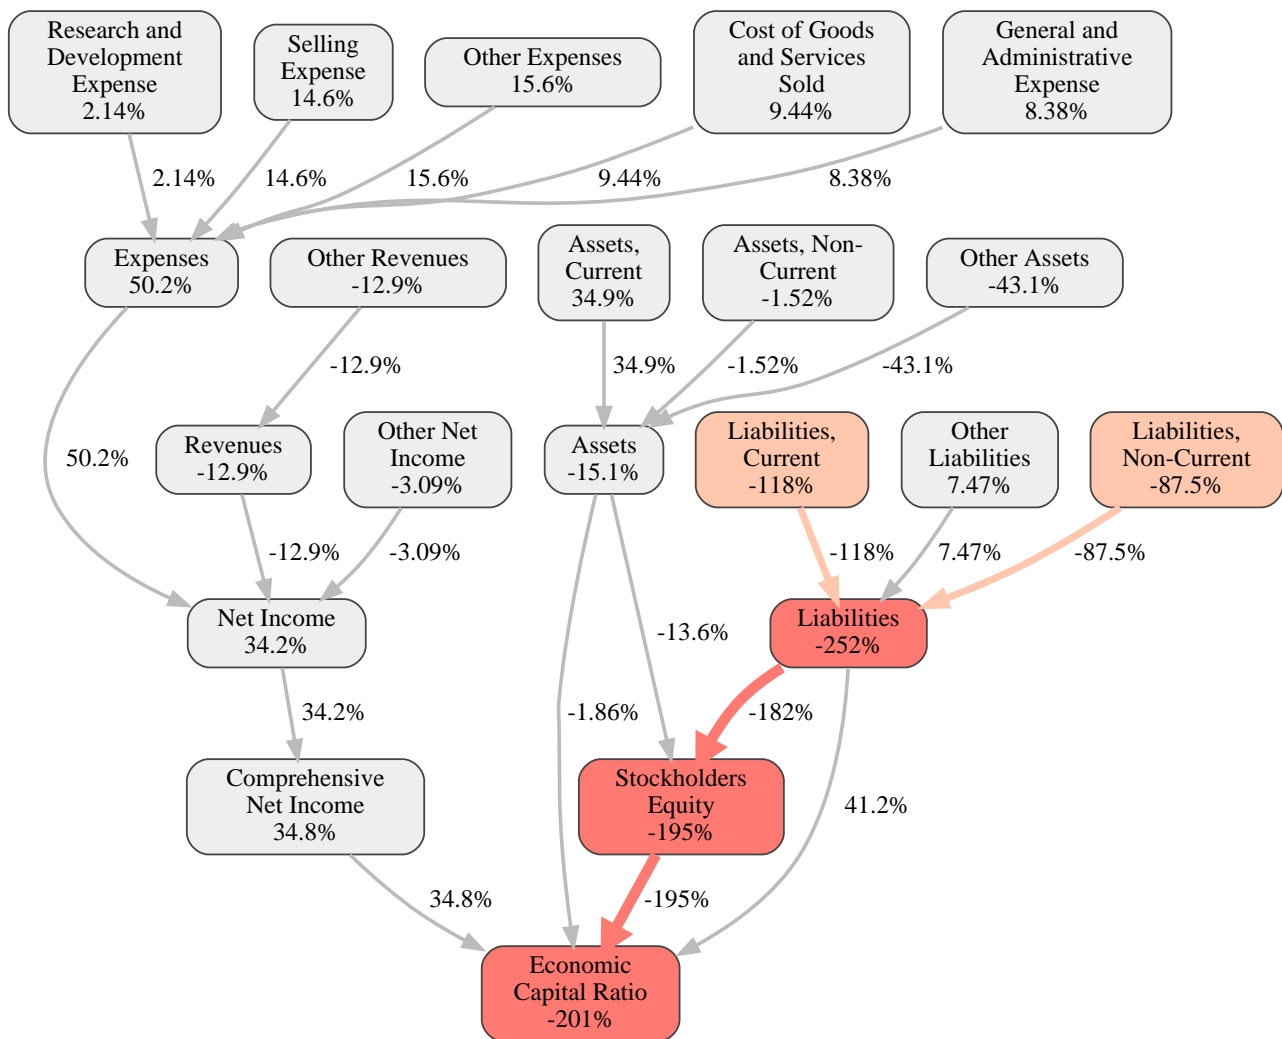 Research and
Development
Expense
2.14%
Selling
Expense
14.6%
Other Expenses
15.6%
Cost of Goods
and Services
Sold
9.44%
General and
Administrative
Expense
8.38%
2.14%
14.6%
15.6%
9.44%
8.38%
Expenses
50.2%
Other Revenues
-12.9%
Assets,
Current
34.9%
Assets, Non-
Current
-1.52%
Other Assets
-43.1%
-12.9%
34.9%
-1.52%
-43.1%
50.2%
Revenues
-12.9%
Other Net
Income
-3.09%
Assets
-15.1%
Liabilities,
Current
-118%
Other
Liabilities
7.47%
Liabilities,
Non-Current
-87.5%
-12.9%
-3.09%
-118%
7.47%
-87.5%
Net Income
34.2%
-13.6%
Liabilities
-252%
34.2%
-1.86%
-182%
Comprehensive
Net Income
34.8%
Stockholders
Equity
-195%
41.2%
34.8%
-195%
Economic
Capital Ratio
-201%